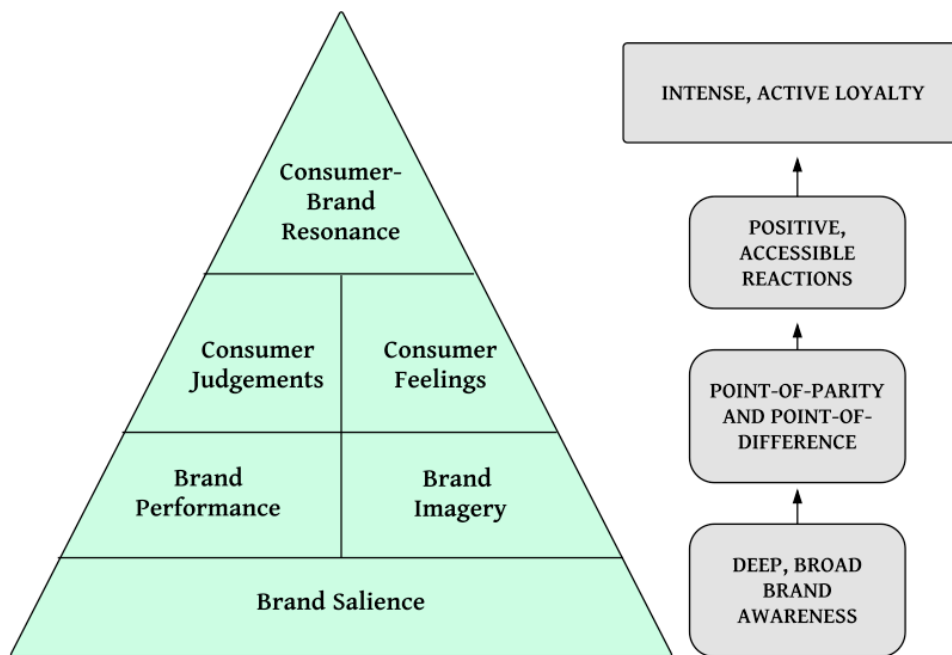 Consumer-
Brand
Resonance
Consumer
Judgements
Consumer
Feelings
Brand
Performance
Brand
Imagery
Brand Salience
INTENSE, ACTIVE LOYALTY
POSITIVE,
ACCESSIBLE
REACTIONS
POINT-OF-PARITY
AND POINT-OF-
DIFFERENCE
DEEP, BROAD
BRAND
AWARENESS